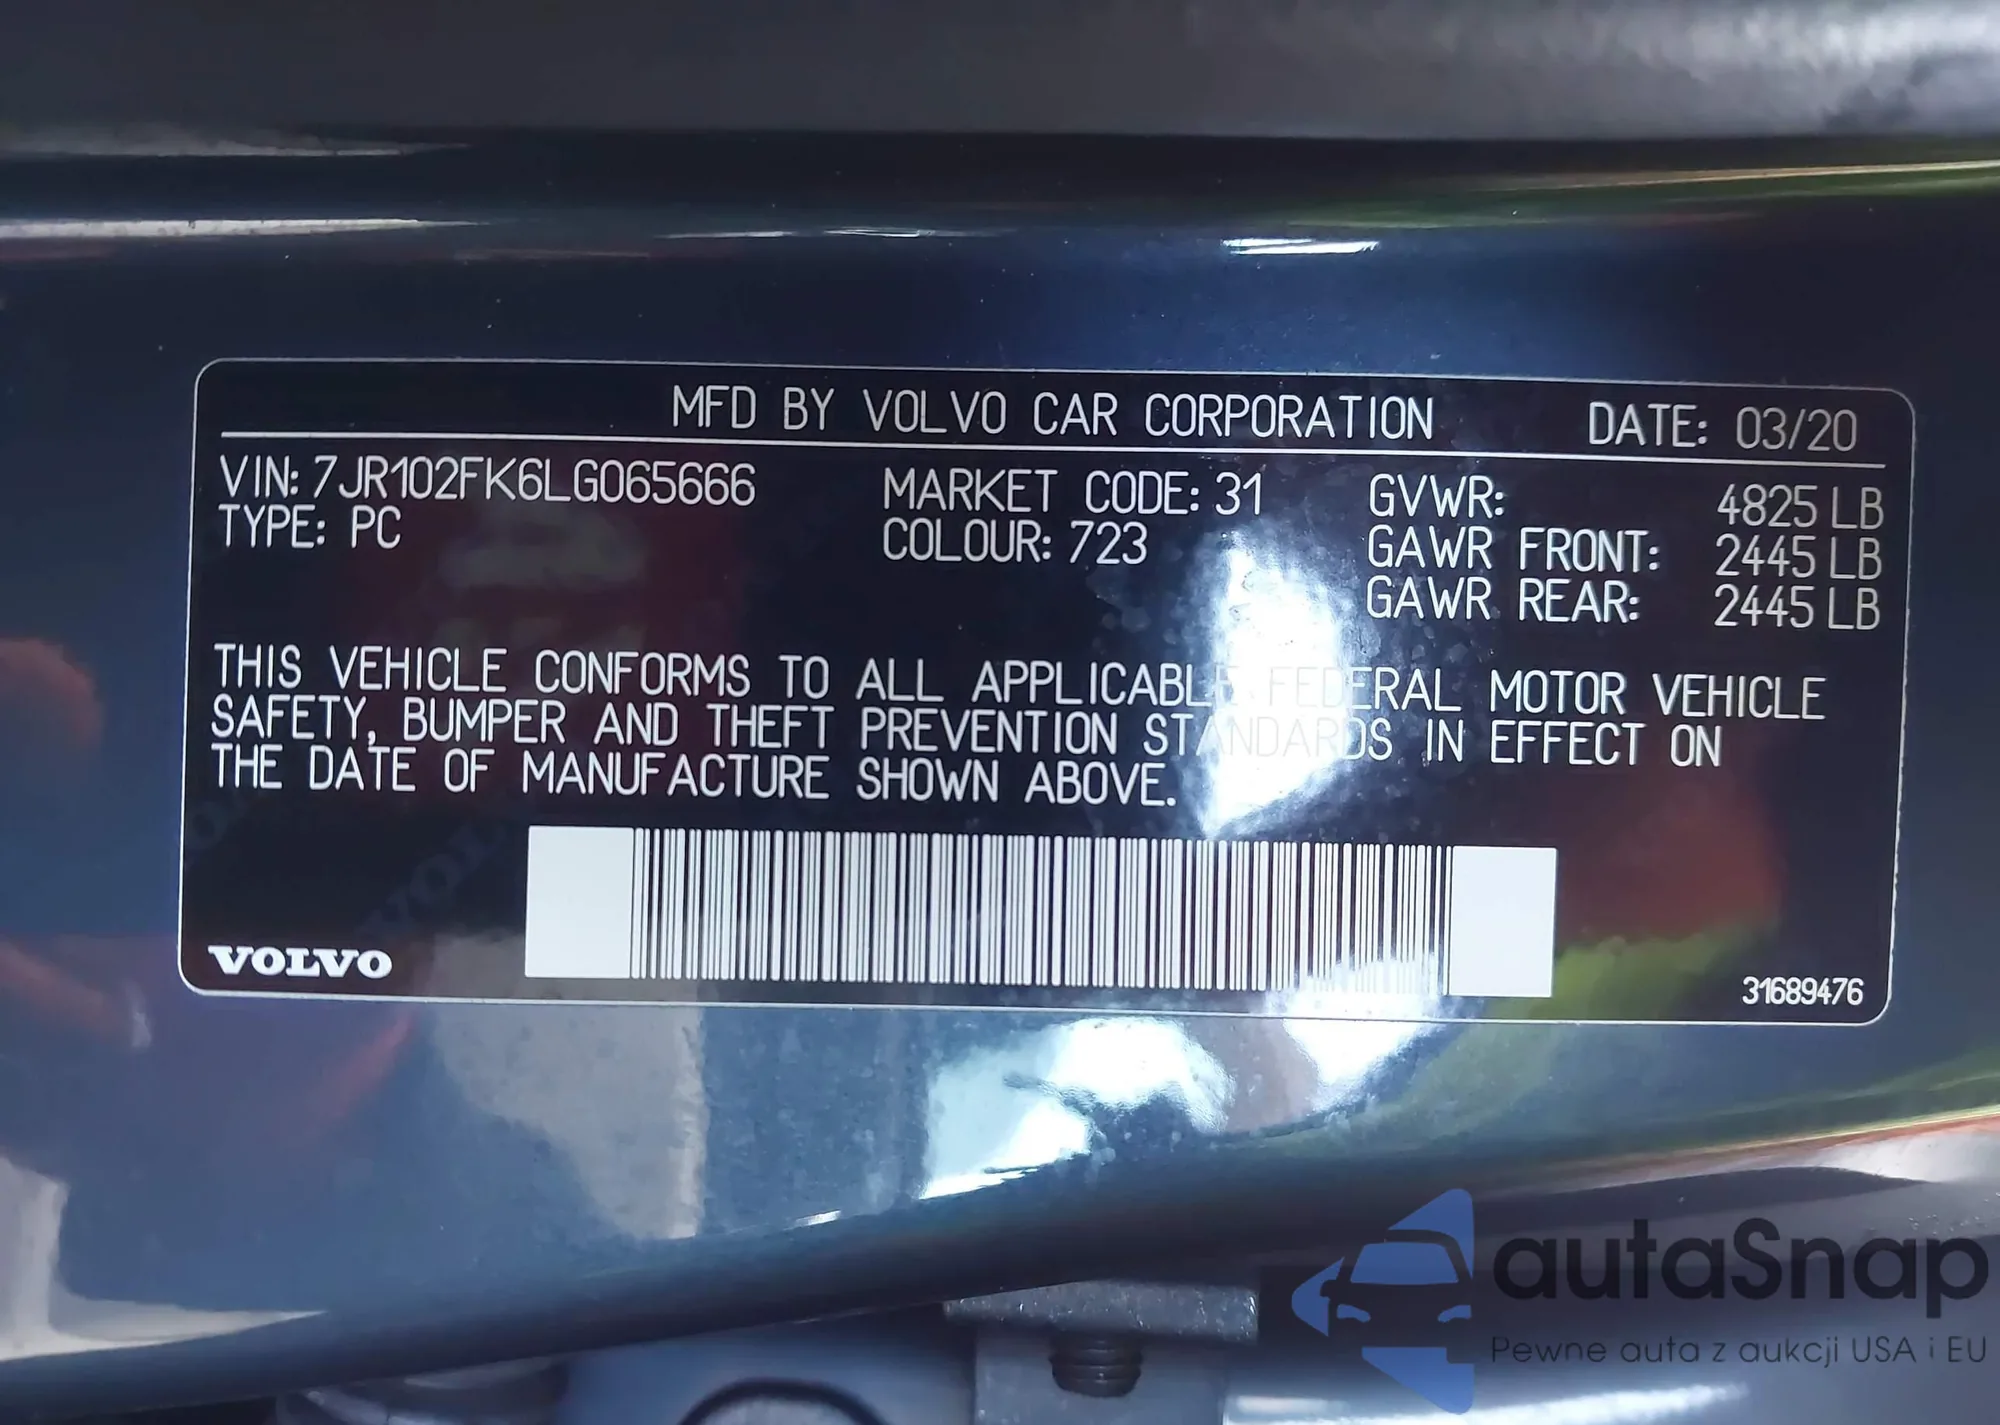 MFD BY VOLVO CAR CORPORATION DATE: 03/20
VIN: 7JR102FK6LG065666 MARKET CODE: 31 GVWR: 4825 LB
TYPE: PC COLOUR: 723 GAWR FRONT: 2445 LB
GAWR REAR: 2445 LB
THIS VEHICLE CONFORMS TO ALL APPLICABLE FEDERAL MOTOR VEHICLE
SAFETY, BUMPER AND THEFT PREVENTION STANDARDS IN EFFECT ON
THE DATE OF MANUFACTURE SHOWN ABOVE.
VOLVO
31689476
autaSnap
Pewne auta z aukcji USA i EU